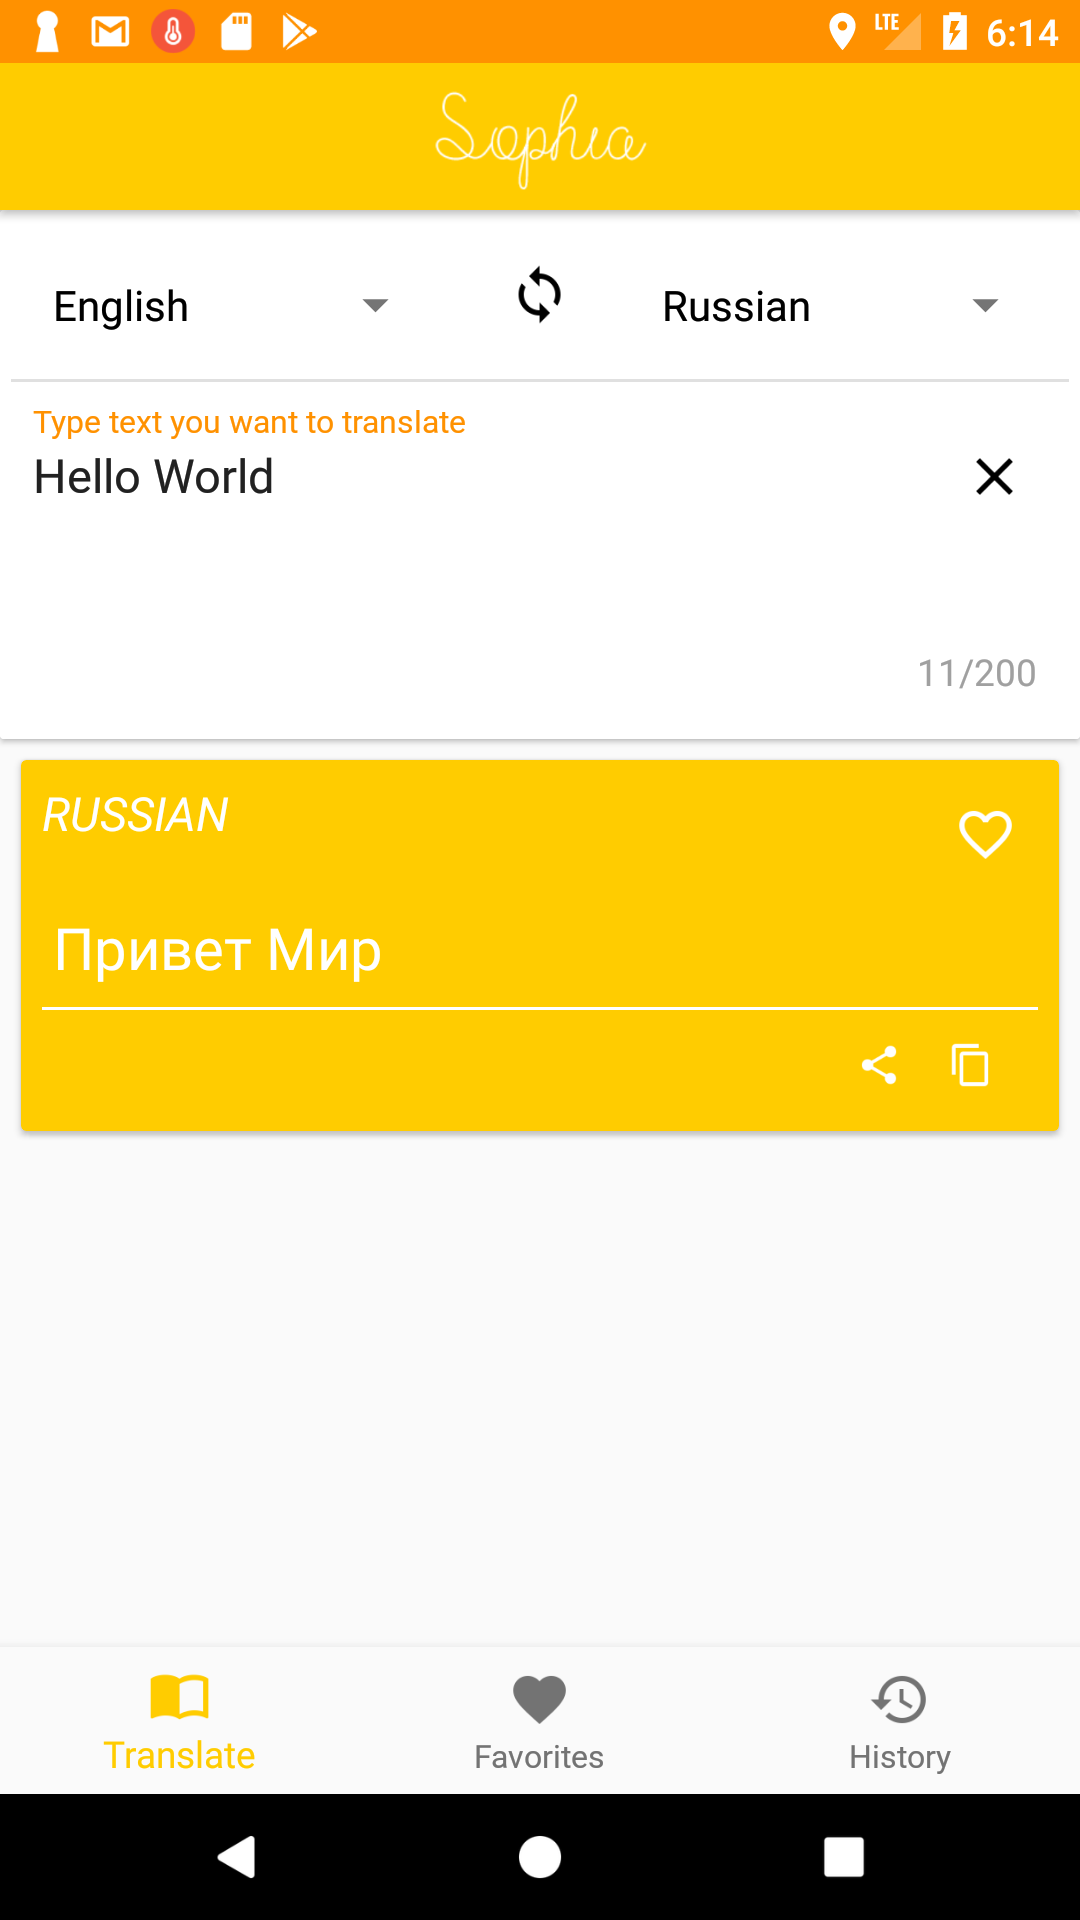 LTE 6:14
Sophia
English Russian
Type text you want to translate
Hello World
11/200
RUSSIAN
Привет Мир
Translate Favorites History